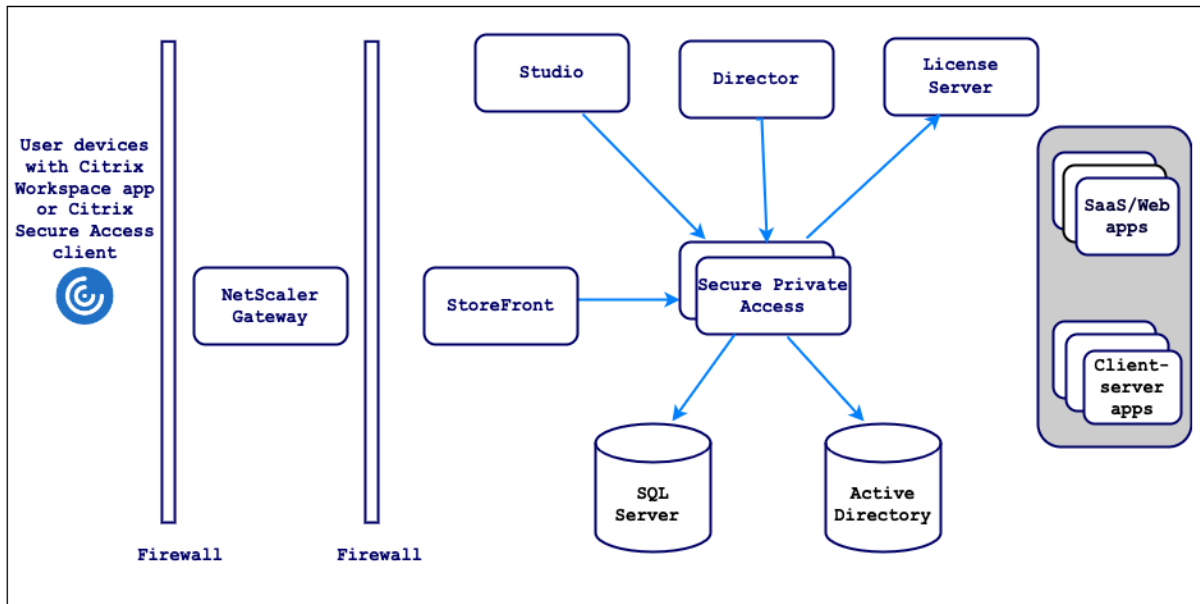 Studio
Director
License
Server
User devices
with Citrix
Workspace app
or Citrix
Secure Access
client
SaaS/Web
apps
NetScaler
Gateway
StoreFront
Secure Private
Access
Client-
server
apps
SQL
Server
Active
Directory
Firewall
Firewall